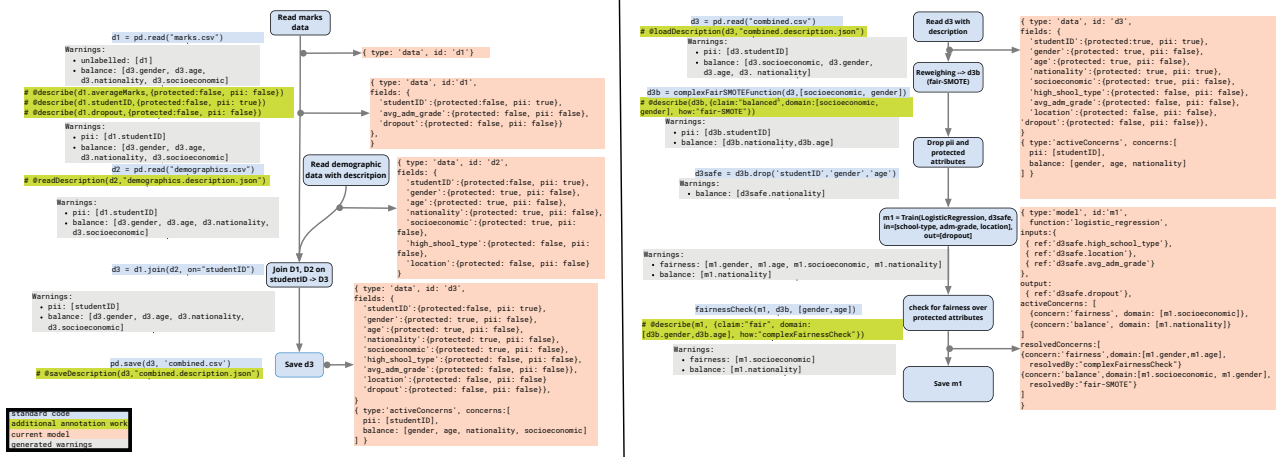 Read marks
data
d1 = pd.read("marks.csv")
Warnings:
• unlabelled: [d1]
• balance: [d3.gender, d3.age,
d3.nationality, d3.socioeconomic]
# @describe(d1.averageMarks,{protected:false, pii: false})
# @describe(d1.studentID,{protected:false, pii: true})
# @describe(d1.dropout,{protected:false, pii: false})
Warnings:
• pii: [d1.studentID]
• balance: [d3.gender, d3.age,
d3.nationality, d3.socioeconomic]
d2 = pd.read("demographics.csv")
# @readDescription(d2,"demographics.description.json")
Warnings:
• pii: [d1.studentID]
• balance: [d3.gender, d3.age, d3.nationality,
d3.socioeconomic]
d3 = d1.join(d2, on="studentID")
Warnings:
• pii: [studentID]
• balance: [d3.gender, d3.age, d3.nationality,
d3.socioeconomic]
pd.save(d3, 'combined.csv')
# @saveDescription(d3,"combined.description.json")
Read demographic
data with descritpion
Join D1, D2 on
studentID -> D3
Save d3
{ type: 'data', id: 'd1'}
{ type: 'data', id:'d1',
fields: {
'studentID':{protected:false, pii: true},
'avg_adm_grade':{protected: false, pii: false},
'dropout':{protected: false, pii: false}}
},
}
{ type: 'data', id: 'd2',
fields: {
'studentID':{protected:false, pii: true},
'gender':{protected: true, pii: false},
'age':{protected: true, pii: false},
'nationality':{protected: true, pii: false},
'socioeconomic':{protected: true, pii:
false},
'high_shool_type':{protected: false, pii:
false},
'location':{protected: false, pii: false}
}
{ type: 'data', id: 'd3',
fields: {
'studentID':{protected:false, pii: true},
'gender':{protected: true, pii: false},
'age':{protected: true, pii: false},
'nationality':{protected: true, pii: false},
'socioeconomic':{protected: true, pii: false},
'high_school_type':{protected: false, pii: false},
'avg_adm_grade':{protected: false, pii: false}},
'location':{protected: false, pii: false}
'dropout':{protected: false, pii: false}},
}
{ type:'activeConcerns', concerns:[
pii: [studentID],
balance: [gender, age, nationality, socioeconomic]
] }
standard code
additional annotation work
current model
generated warnings
d3 = pd.read("combined.csv")
# @loadDescription(d3,"combined.description.json")
Warnings:
• pii: [d3.studentID]
• balance: [d3.socioeconomic, d3.gender,
d3.age, d3. nationality]
d3b = complexFairSMOTEFunction(d3,[socioeconomic, gender])
# @describe(d3b,{claim:"balanced",domain:[socioeconomic,
gender], how:"fair-SMOTE"})
Warnings:
• pii: [d3b.studentID]
• balance: [d3b.nationality,d3b.age]
d3safe = d3b.drop('studentID','gender','age')
Warnings:
• balance: [d3safe.nationality]
Warnings:
• fairness: [m1.gender, m1.age, m1.socioeconomic, m1.nationality]
• balance: [m1.nationality]
fairnessCheck(m1, d3b, [gender,age])
# @describe(m1, {claim:"fair", domain:
[d3b.gender,d3b.age], how:"complexFairnessCheck"})
Warnings:
• fairness: [m1.socioeconomic]
• balance: [m1.nationality]
Read d3 with
description
Reweighing --> d3b
(fair-SMOTE)
Drop pii and
protected
attributes
m1 = Train(LogisticRegression, d3safe,
in=[school-type, adm-grade, location],
out=[dropout]
check for fairness over
protected attributes
Save m1
{ type: 'data', id: 'd3',
fields: {
'studentID':{protected:true, pii: true},
'gender':{protected: true, pii: false},
'age':{protected: true, pii: false},
'nationality':{protected: true, pii: false},
'socioeconomic':{protected: true, pii: false},
'high_school_type':{protected: false, pii: false},
'avg_adm_grade':{protected: false, pii: false},
'location':{protected: false, pii: false}
'dropout':{protected: false, pii: false}},
}
{ type:'activeConcerns', concerns:[
pii: [studentID],
balance: [gender, age, nationality]
] }
{ type:'model', id:'m1',
function:'logistic_regression',
inputs:{
{ ref:'d3safe.high_school_type'},
{ ref:'d3safe.location'},
{ ref:'d3safe.avg_adm_grade'}
},
output:
{ ref:'d3safe.dropout'},
activeConcerns : [
{concern:'fairness', domain: [m1.socioeconomic]},
{concern:'balance', domain: [m1.nationality]}
]
resolvedConcerns:[
{concern:'fairness',domain:[m1.gender,m1.age],
resolvedBy:"complexFairnessCheck"}
{concern:'balance',domain:[m1.socioeconomic, m1.gender],
resolvedBy:"fair-SMOTE"}
]
}